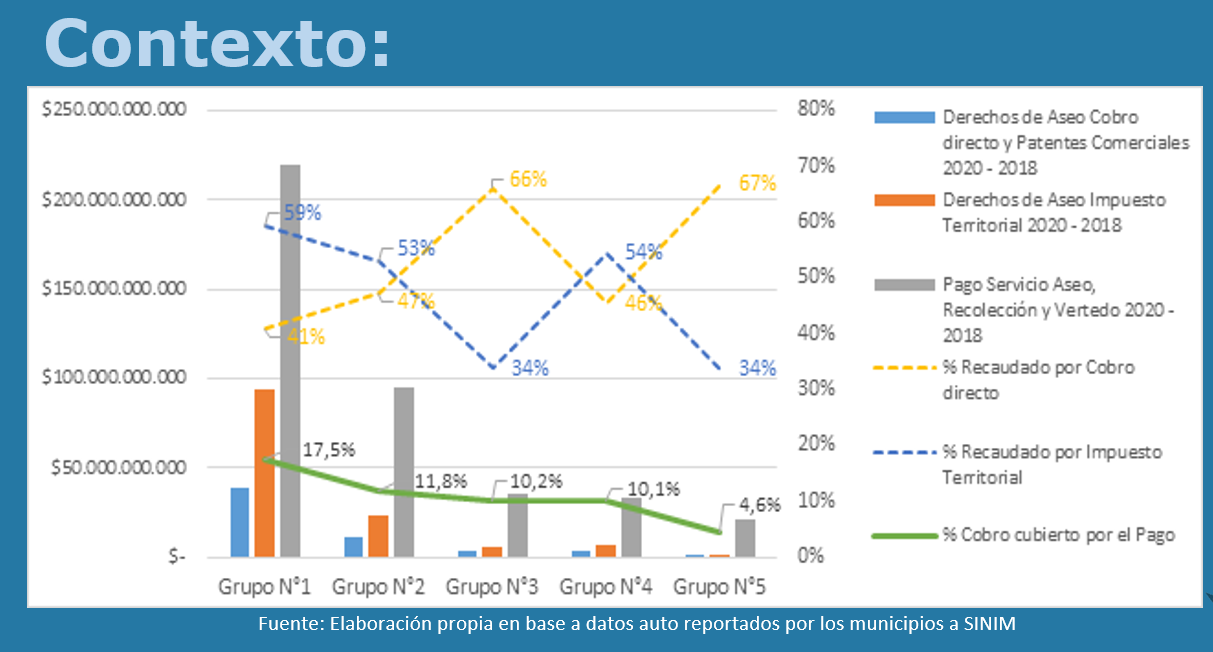 Contexto:
$250.000.000.000
$200.000.000.000
$150.000.000.000
$100.000.000.000
$50.000.000.000
$-
80%
70%
60%
50%
40%
30%
20%
10%
0%
59%
53%
34%
54%
34%
41%
47%
66%
46%
67%
17,5%
11,8%
10,2%
10,1%
4,6%
Grupo N°1
Grupo N°2
Grupo N°3
Grupo N°4
Grupo N°5
Derechos de Aseo Cobro
directo y Patentes Comerciales
2020 - 2018
Derechos de Aseo Impuesto
Territorial 2020 - 2018
Pago Servicio Aseo,
Recolección y Vertedo 2020 -
2018
% Recaudado por Cobro
directo
% Recaudado por Impuesto
Territorial
% Cobro cubierto por el Pago
Fuente: Elaboración propia en base a datos auto reportados por los municipios a SINIM